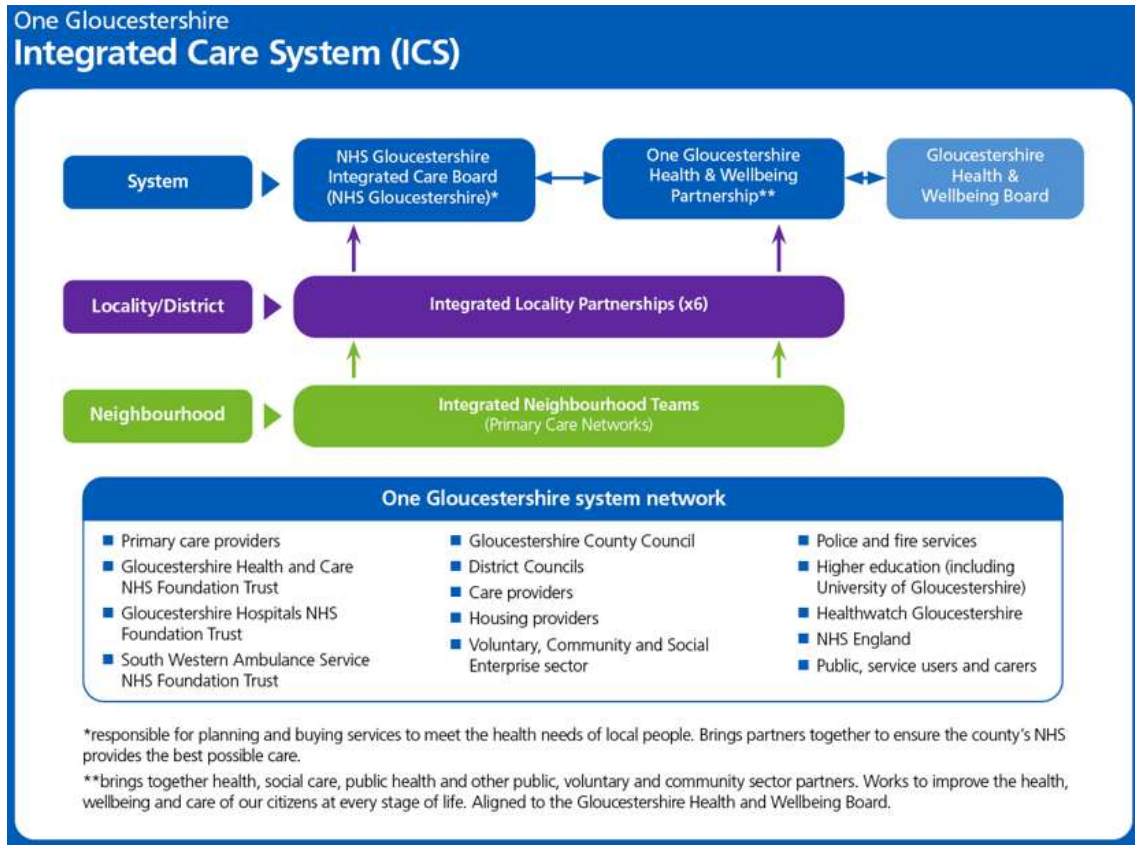 One Gloucestershire
Integrated Care System (ICS)
System
NHS Gloucestershire
Integrated Care Board
(NHS Gloucestershire)*
One Gloucestershire
Health & Wellbeing
Partnership**
Gloucestershire
Health &
Wellbeing Board
Locality/District
Integrated Locality Partnerships (x6)
Neighbourhood
Integrated Neighbourhood Teams
(Primary Care Networks)
One Gloucestershire system network
Primary care providers
Gloucestershire Health and Care
NHS Foundation Trust
Gloucestershire Hospitals NHS
Foundation Trust
South Western Ambulance Service
NHS Foundation Trust
Gloucestershire County Council
District Councils
Care providers
Housing providers
Voluntary, Community and Social
Enterprise sector
Police and fire services
Higher education (including
University of Gloucestershire)
Healthwatch Gloucestershire
NHS England
Public, service users and carers
*responsible for planning and buying services to meet the health needs of local people. Brings partners together to ensure the county's NHS
provides the best possible care.
**brings together health, social care, public health and other public, voluntary and community sector partners. Works to improve the health,
wellbeing and care of our citizens at every stage of life. Aligned to the Gloucestershire Health and Wellbeing Board.